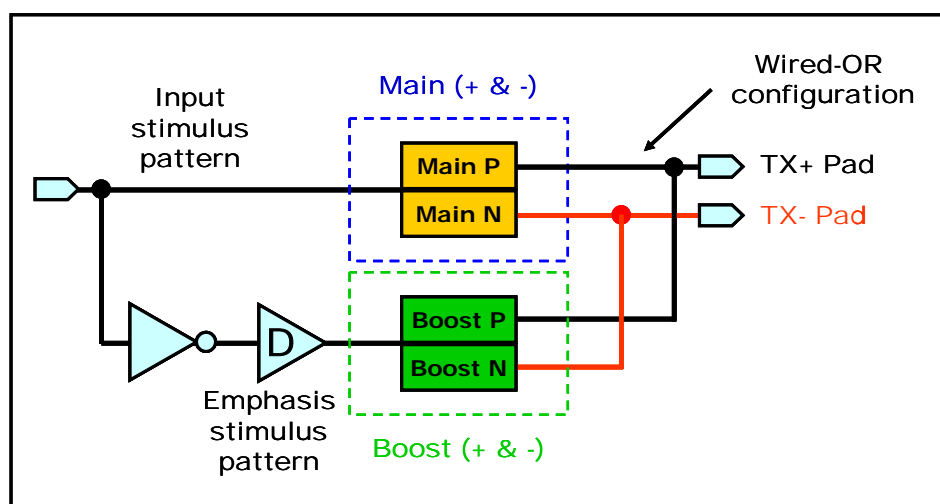 Wired-OR
configuration
Main (+ & -)
Input
stimulus
pattern
Main P
Main N
TX+ Pad
TX- Pad
Boost P
Boost N
D
Emphasis
stimulus
pattern
Boost (+ & -)